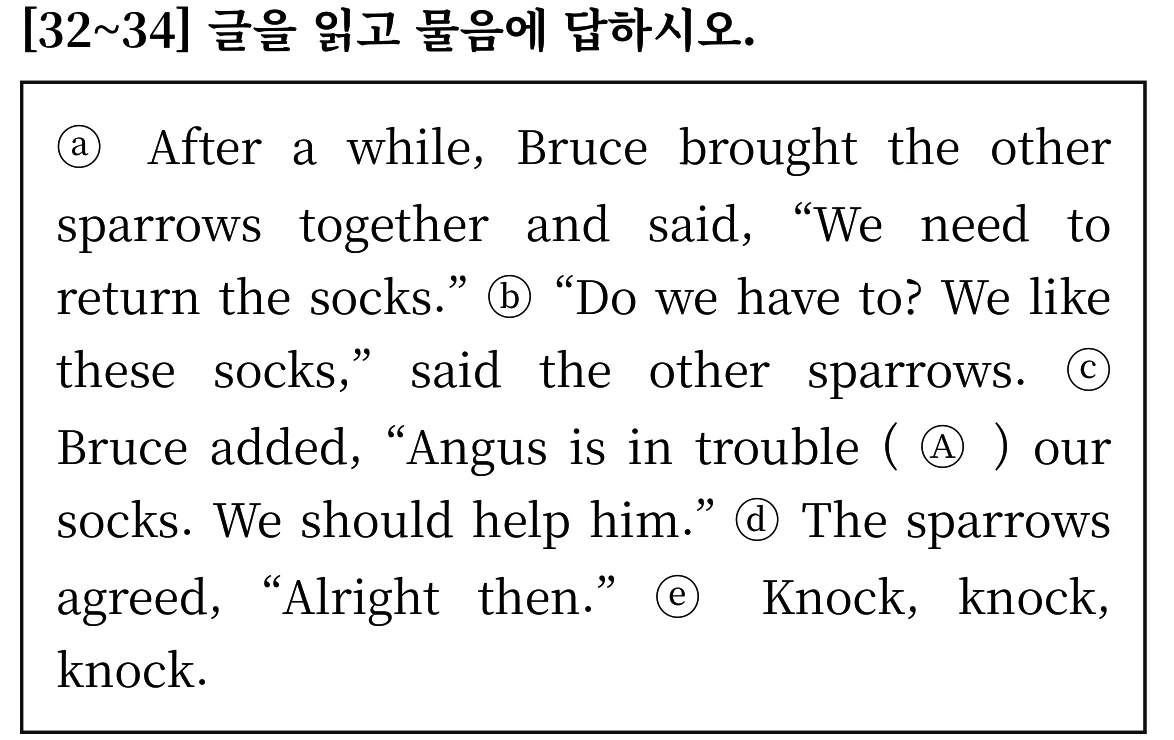 [32~34] 글을 읽고 물음에 답하시오.
ⓐ After a while, Bruce brought the other
sparrows together and said, “We need to
return the socks.” ⓑ “Do we have to? We like
these socks,” said the other sparrows. ⓒ
Bruce added, “Angus is in trouble ( Ⓐ ) our
socks. We should help him.” ⓓ The sparrows
agreed, “Alright then.” ⓔ Knock, knock,
knock.